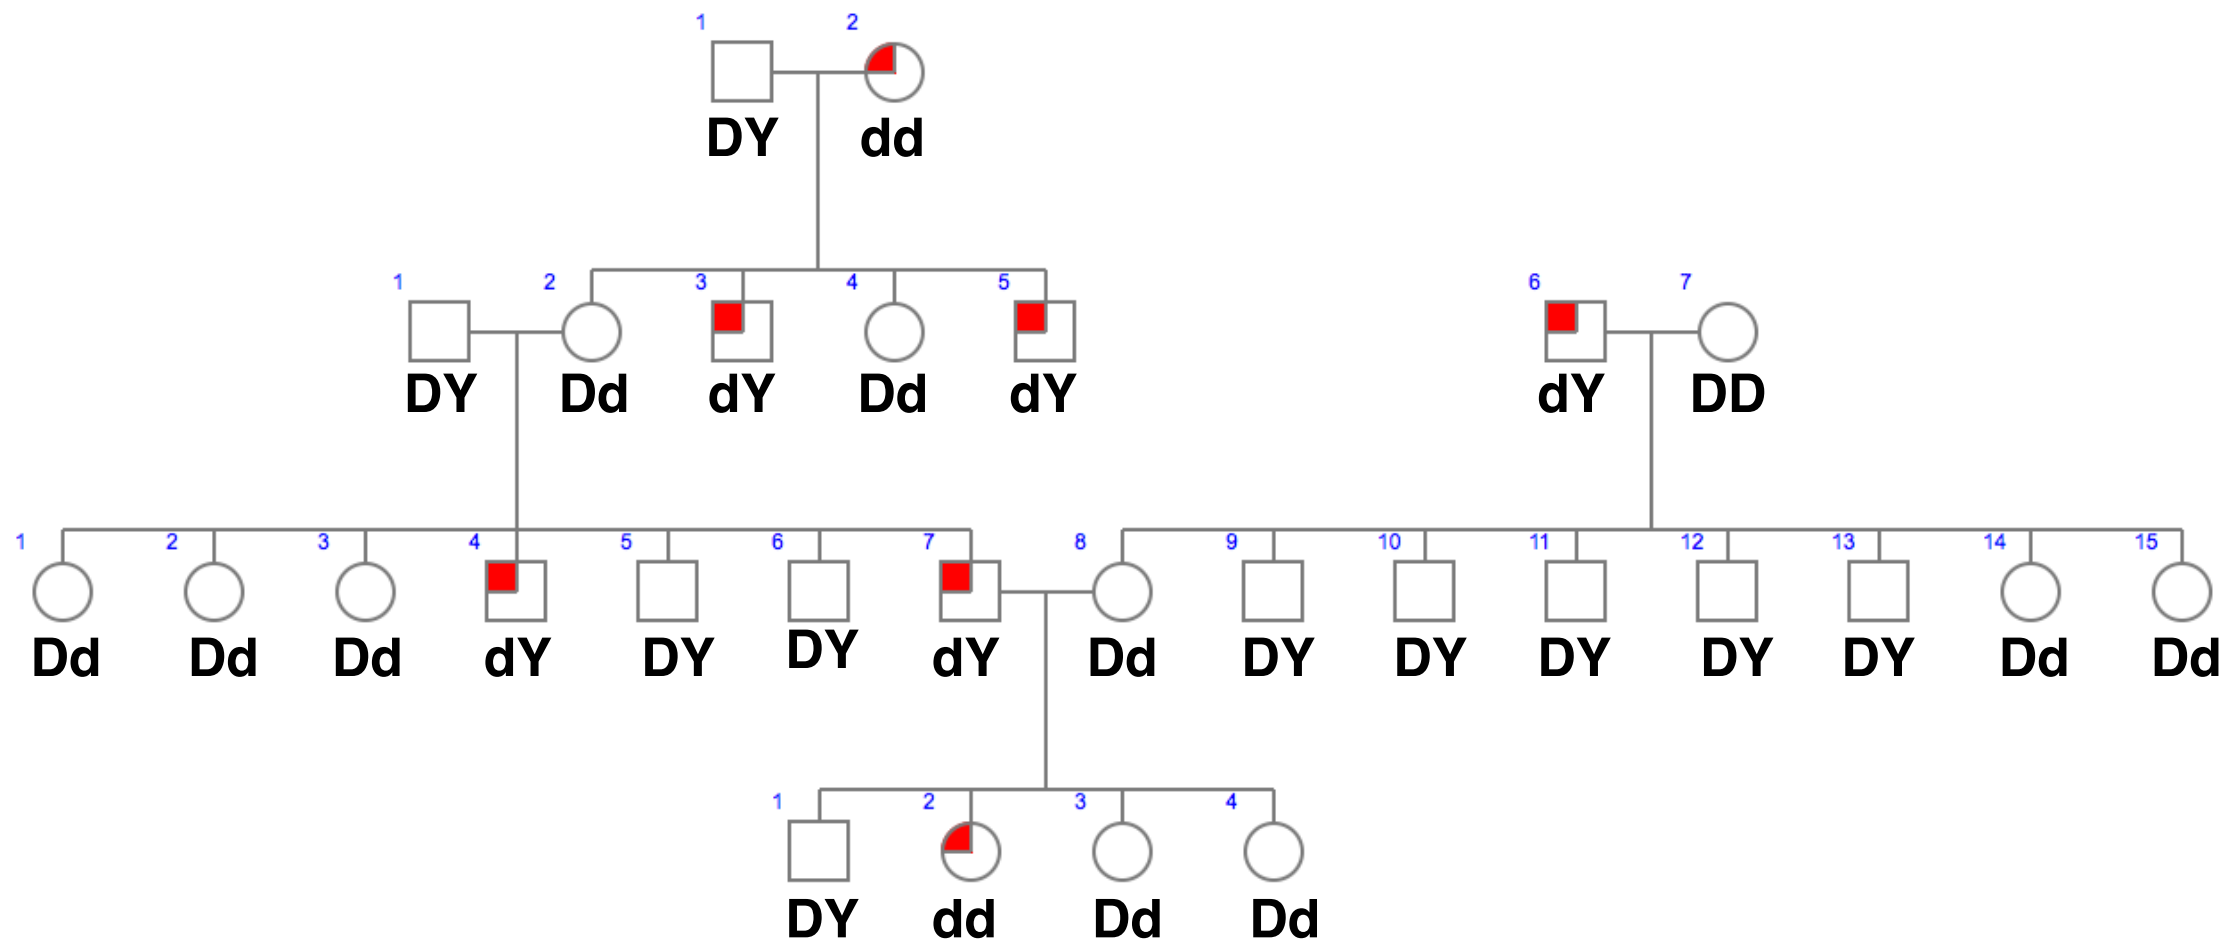 1 2
DY dd
1 2 3 4 5 6 7
DY Dd dY Dd dY dY DD
1 2 3 4 5 6 7 8 9 10 11 12 13 14 15
Dd Dd Dd dY DY DY dY Dd DY DY DY DY DY Dd Dd
1 2 3 4
DY dd Dd Dd